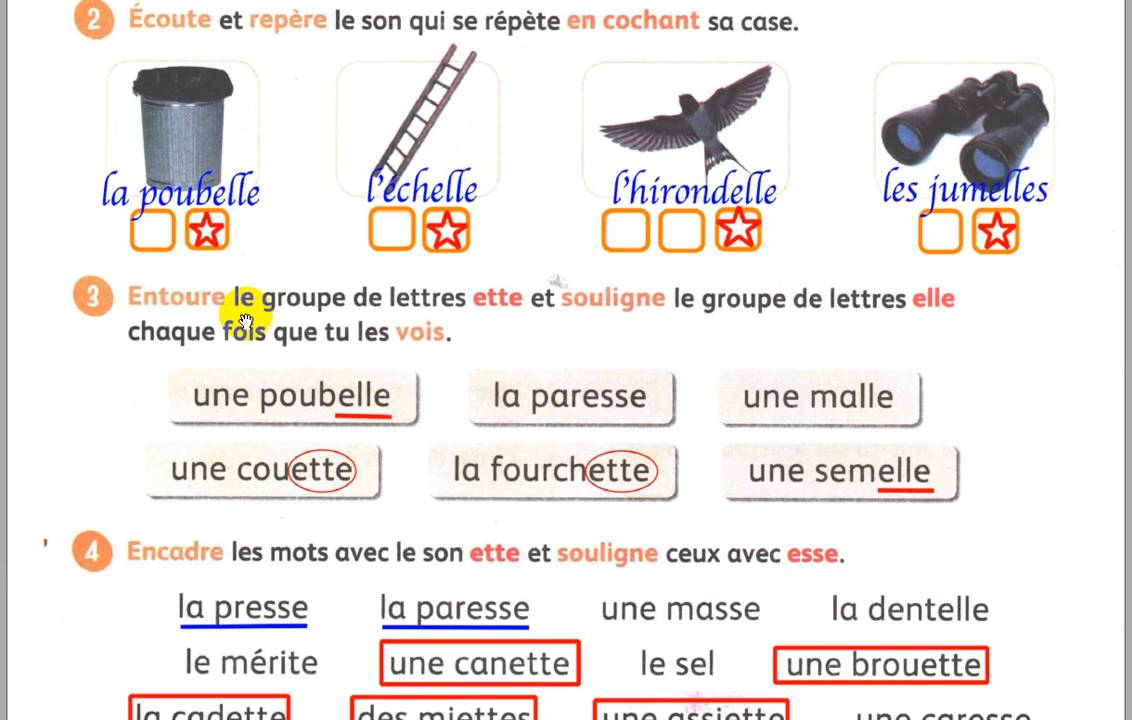 2 Écoute et repère le son qui se répète en cochant sa case.
la poubelle l'échelle l'hirondelle les jumelles
3 Entoure le groupe de lettres ette et souligne le groupe de lettres elle
chaque fois que tu les vois.
une poubelle la paresse une malle
une couette la fourchette une semelle
4 Encadre les mots avec le son ette et souligne ceux avec esse.
la presse la paresse une masse la dentelle
le mérite une canette le sel une brouette
la cadette des miettes une assiette une caresse